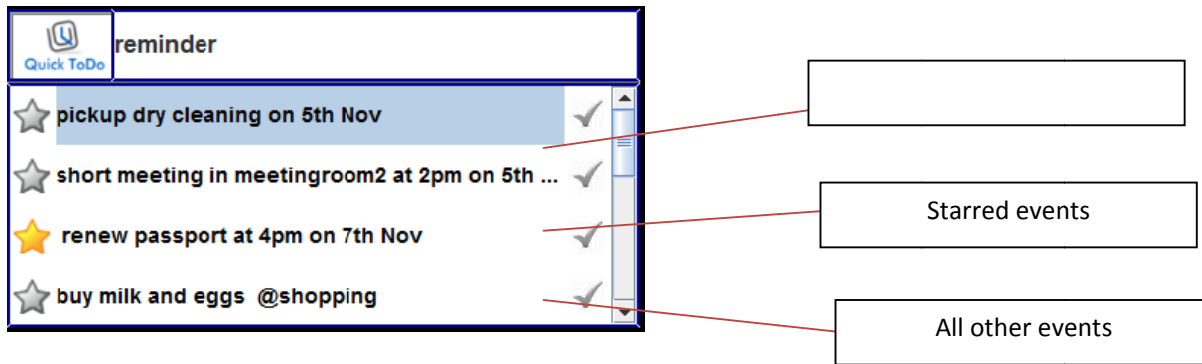 Quick ToDo
reminder
pickup dry cleaning on 5th Nov
short meeting in meetingroom2 at 2pm on 5th ...
Starred events
renew passport at 4pm on 7th Nov
buy milk and eggs @shopping
All other events